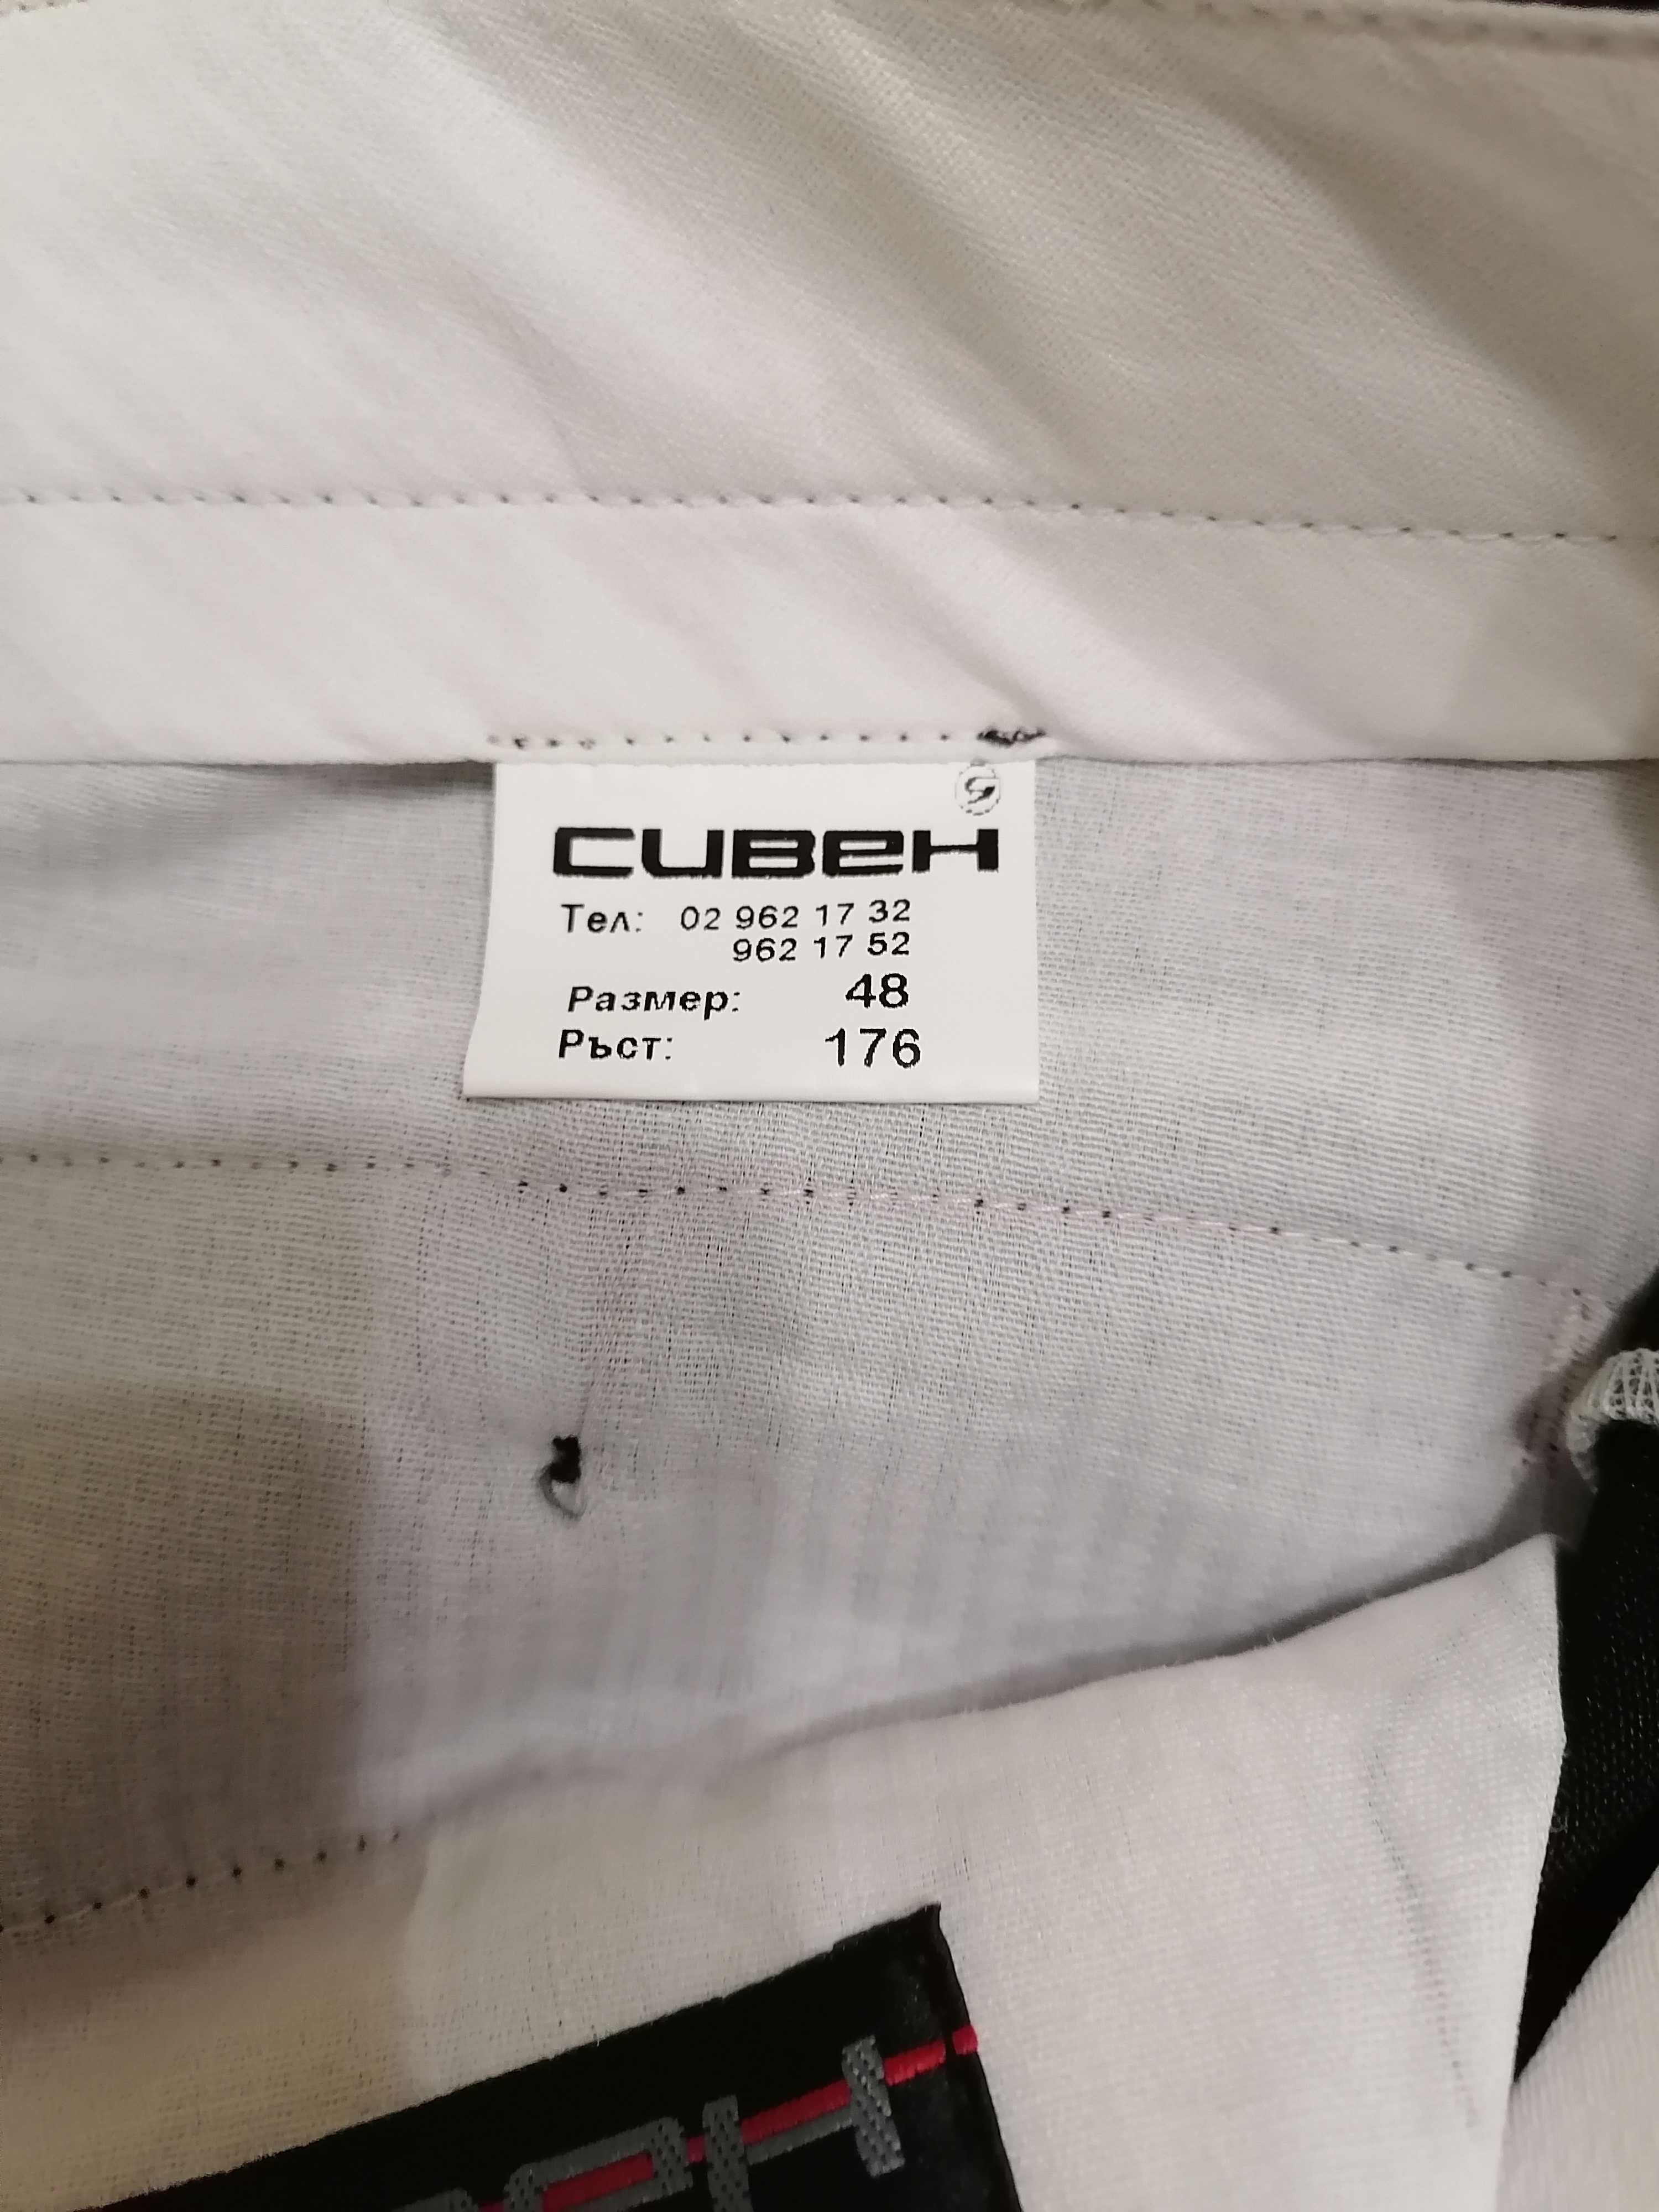 СИВЕН
Тел: 02 962 17 32
962 17 52
Размер: 48
Ръст: 176